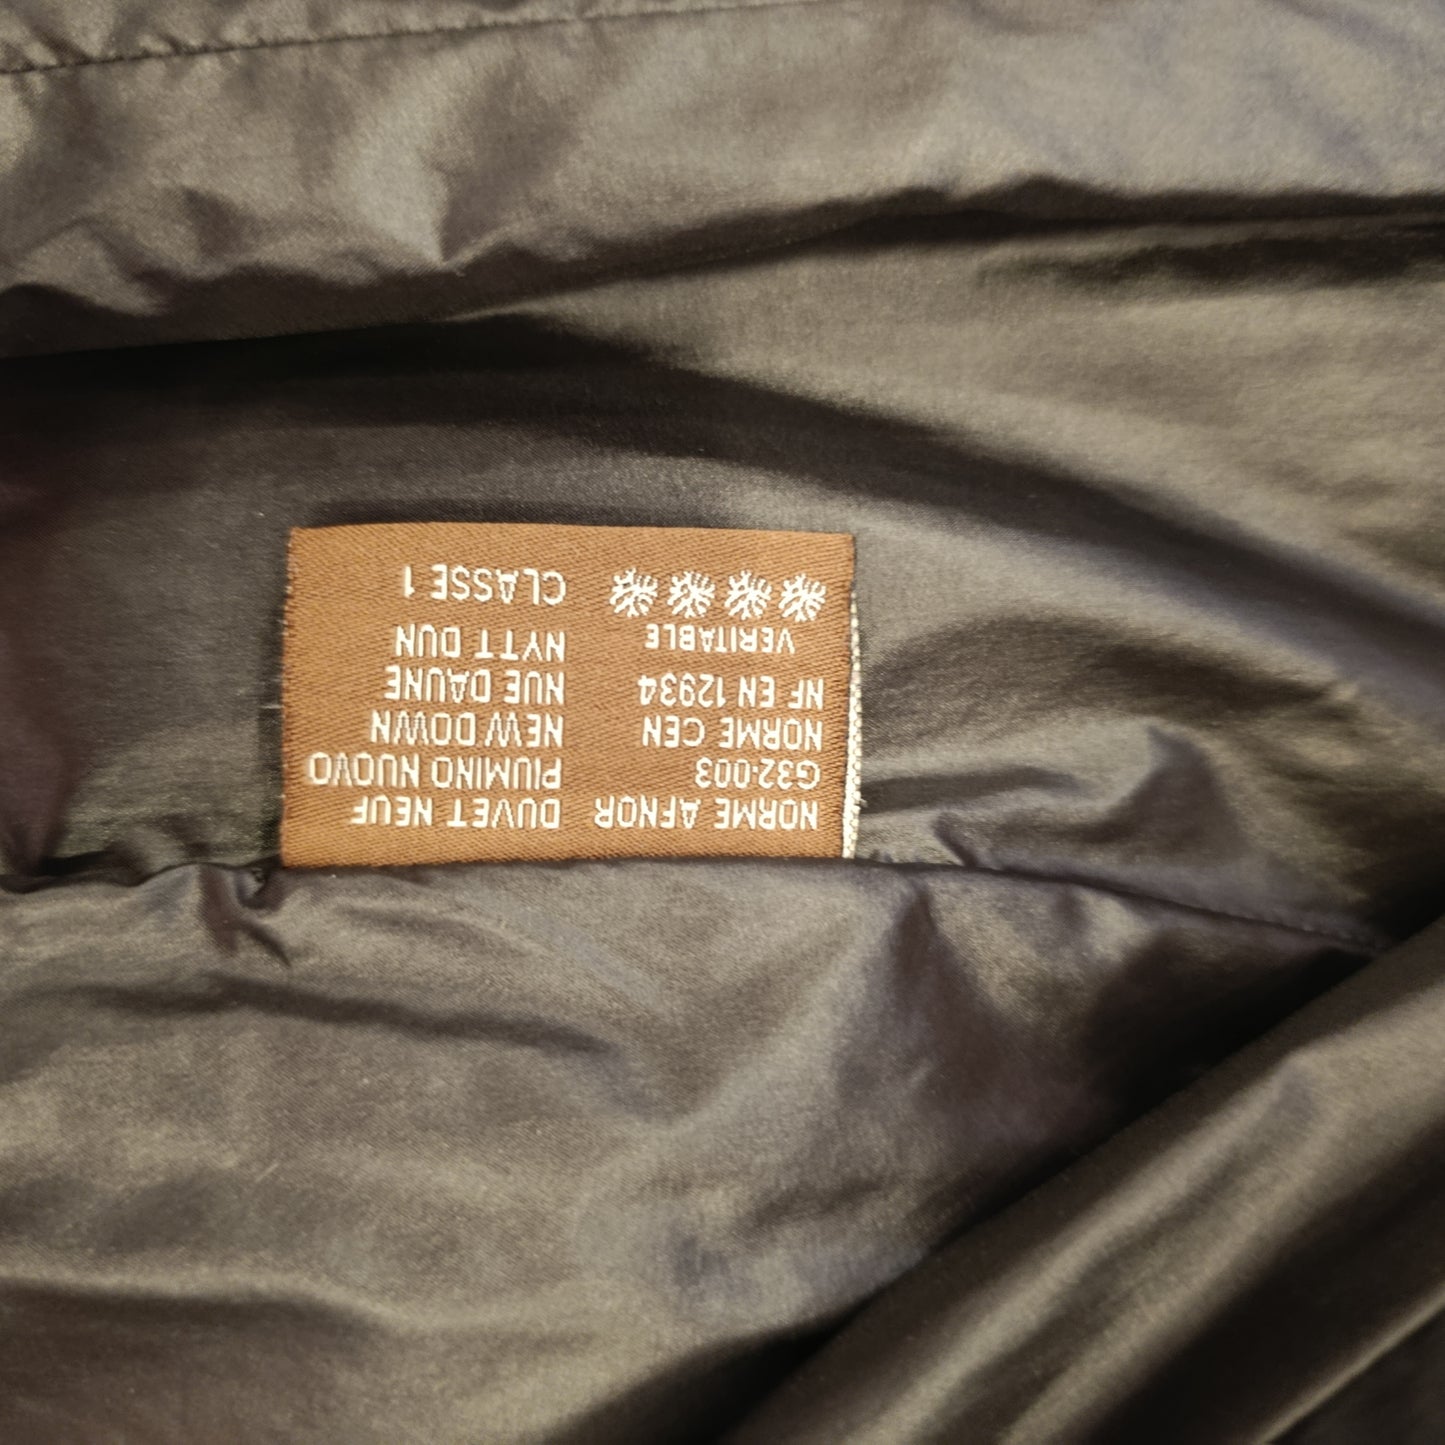 NORME AFNOR
G32-003
NORME CEN
NF EN 12934
VERITABLE
DUVET NEUF
PIUMINO NUOVO
NEW DOWN
NUE DAUNE
NYTT DUN
CLASSE 1